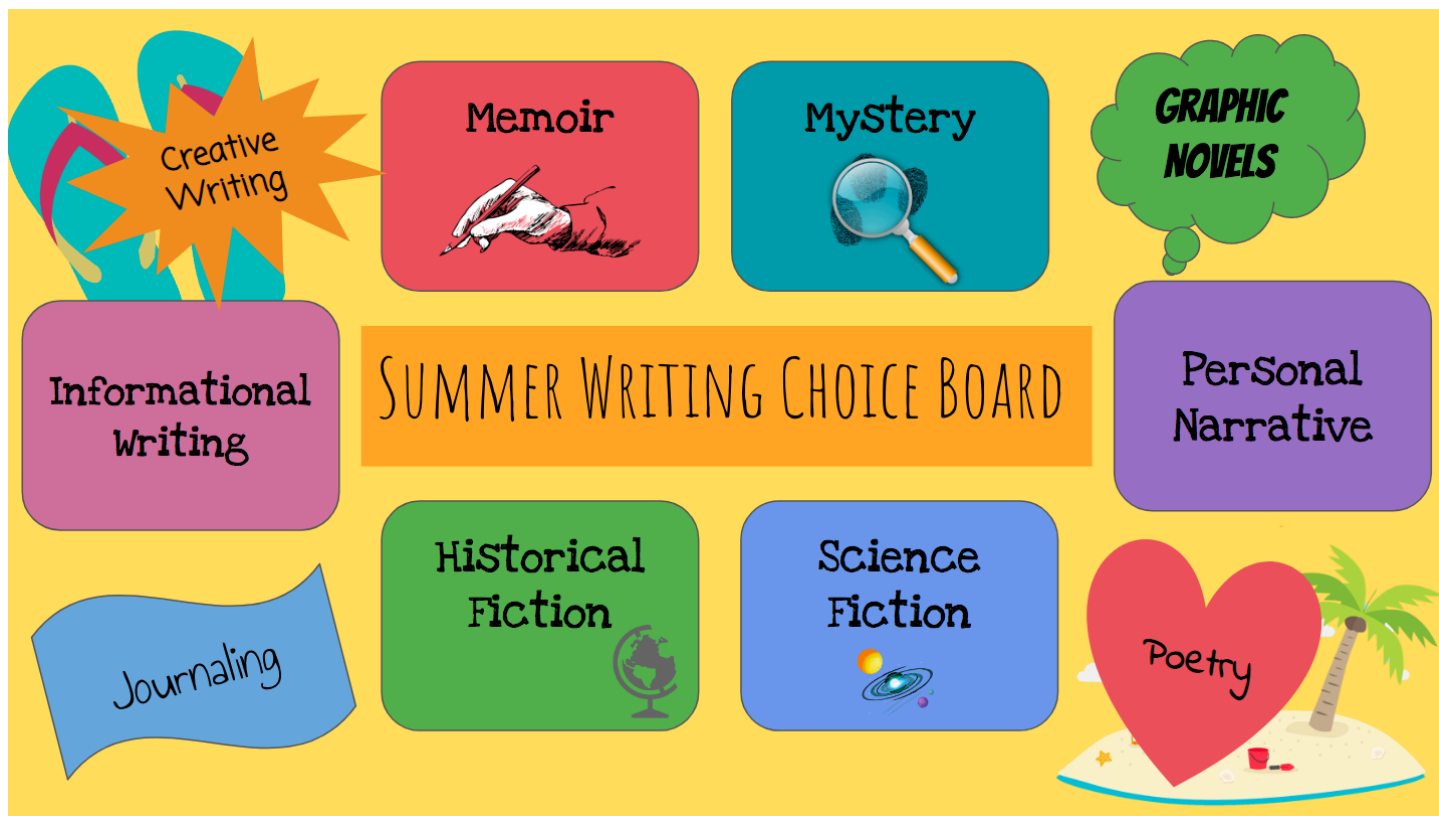 Creative
Writing
Memoir
Mystery
GRAPHIC
NOVELS
Informational
Writing
SUMMER WRITING CHOICE BOARD
Personal
Narrative
Journaling
Historical
Fiction
Science
Fiction
Poetry